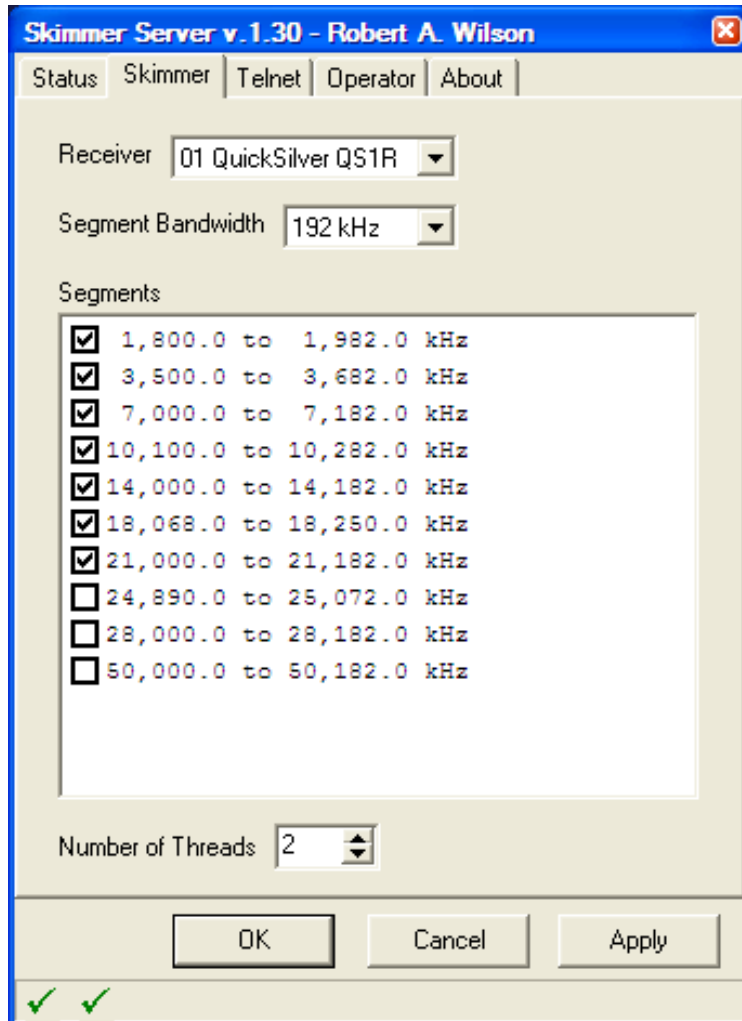 Skimmer Server v.1.30 - Robert A. Wilson
Status Skimmer Telnet Operator About
Receiver 01 QuickSilver QS1R
Segment Bandwidth 192 kHz
Segments
1,800.0 to 1,982.0 kHz
3,500.0 to 3,682.0 kHz
7,000.0 to 7,182.0 kHz
10,100.0 to 10,282.0 kHz
14,000.0 to 14,182.0 kHz
18,068.0 to 18,250.0 kHz
21,000.0 to 21,182.0 kHz
24,890.0 to 25,072.0 kHz
28,000.0 to 28,182.0 kHz
50,000.0 to 50,182.0 kHz
Number of Threads 2
OK Cancel Apply